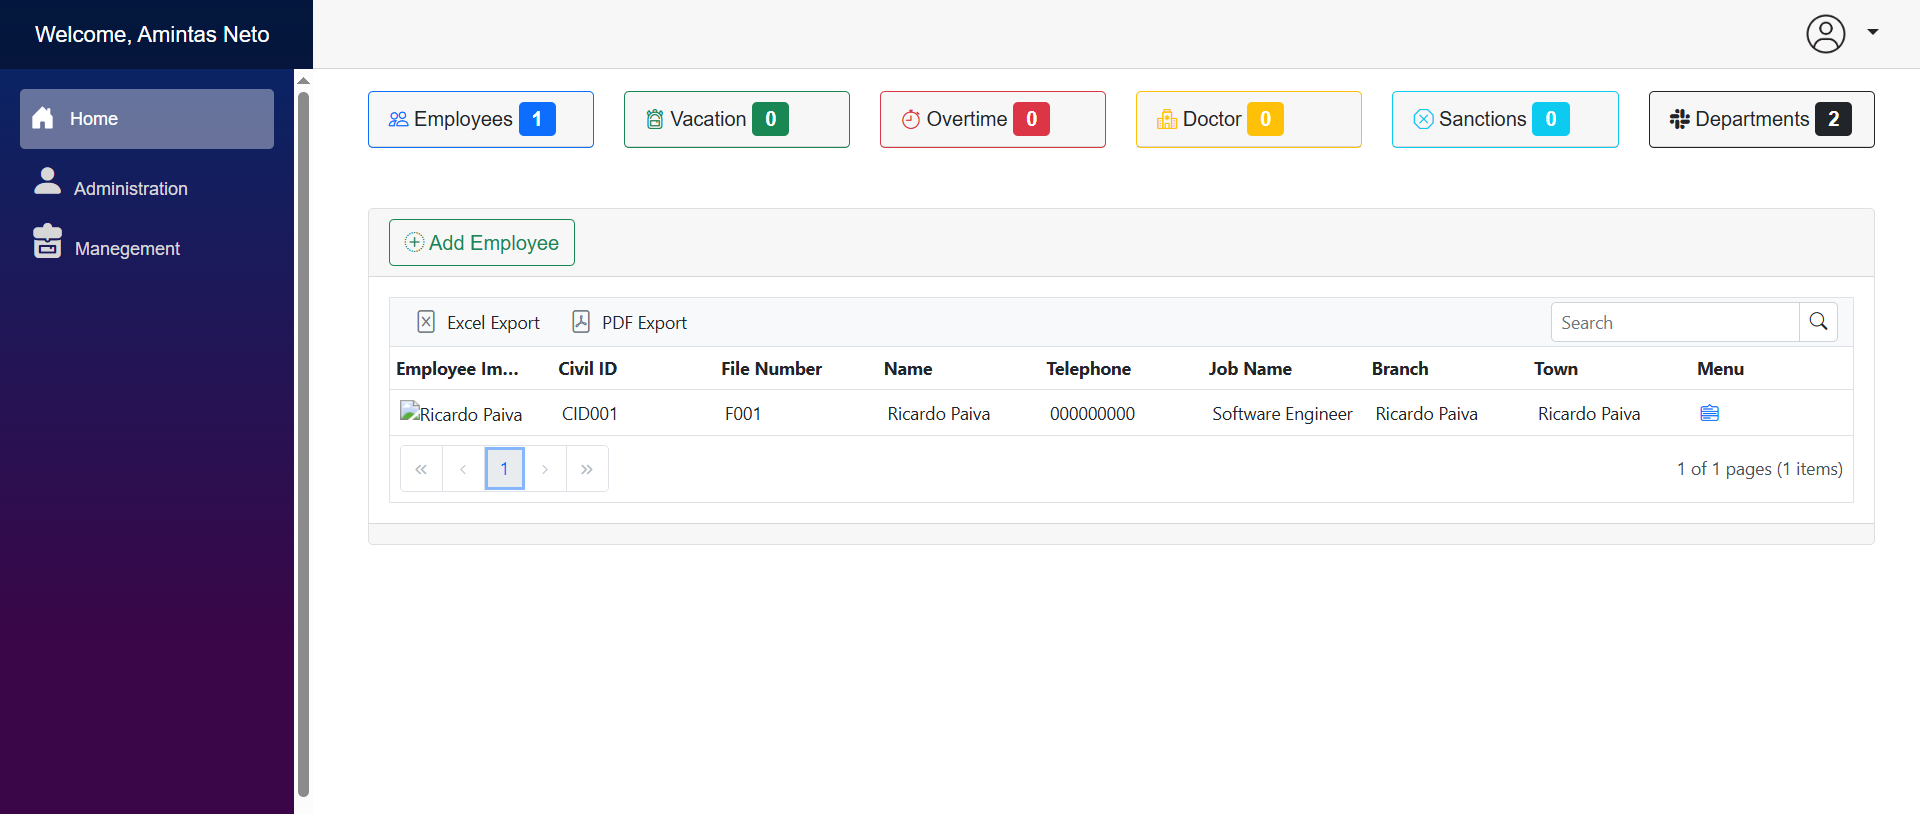 Welcome, Amintas Neto
Home
Administration
Manegement
Employees 1
Vacation 0
Overtime 0
Doctor 0
Sanctions 0
Departments 2
Add Employee
Excel Export PDF Export Search
Employee Im... Civil ID File Number Name Telephone Job Name Branch Town Menu
Ricardo Paiva CID001 F001 Ricardo Paiva 000000000 Software Engineer Ricardo Paiva Ricardo Paiva
« ‹ 1 › » 1 of 1 pages (1 items)